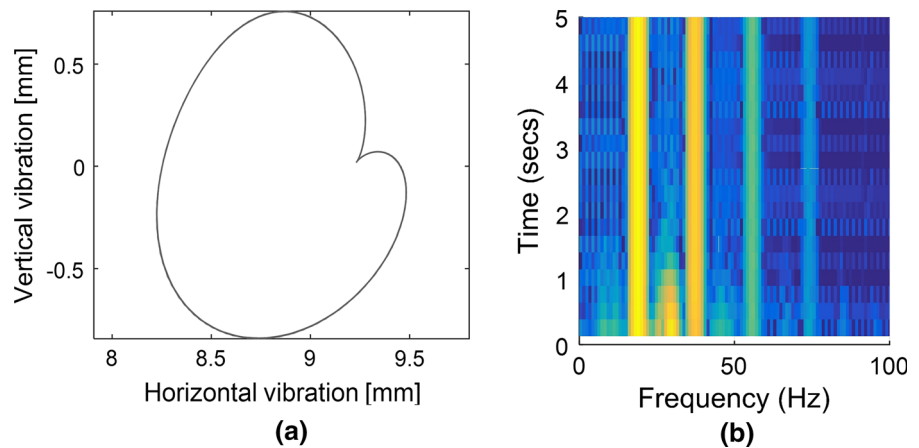 Vertical vibration [mm]
0.5
0
-0.5
8
8.5
9
9.5
Horizontal vibration [mm]
(a)
Time (secs)
5
4
3
2
1
0
0
50
100
Frequency (Hz)
(b)